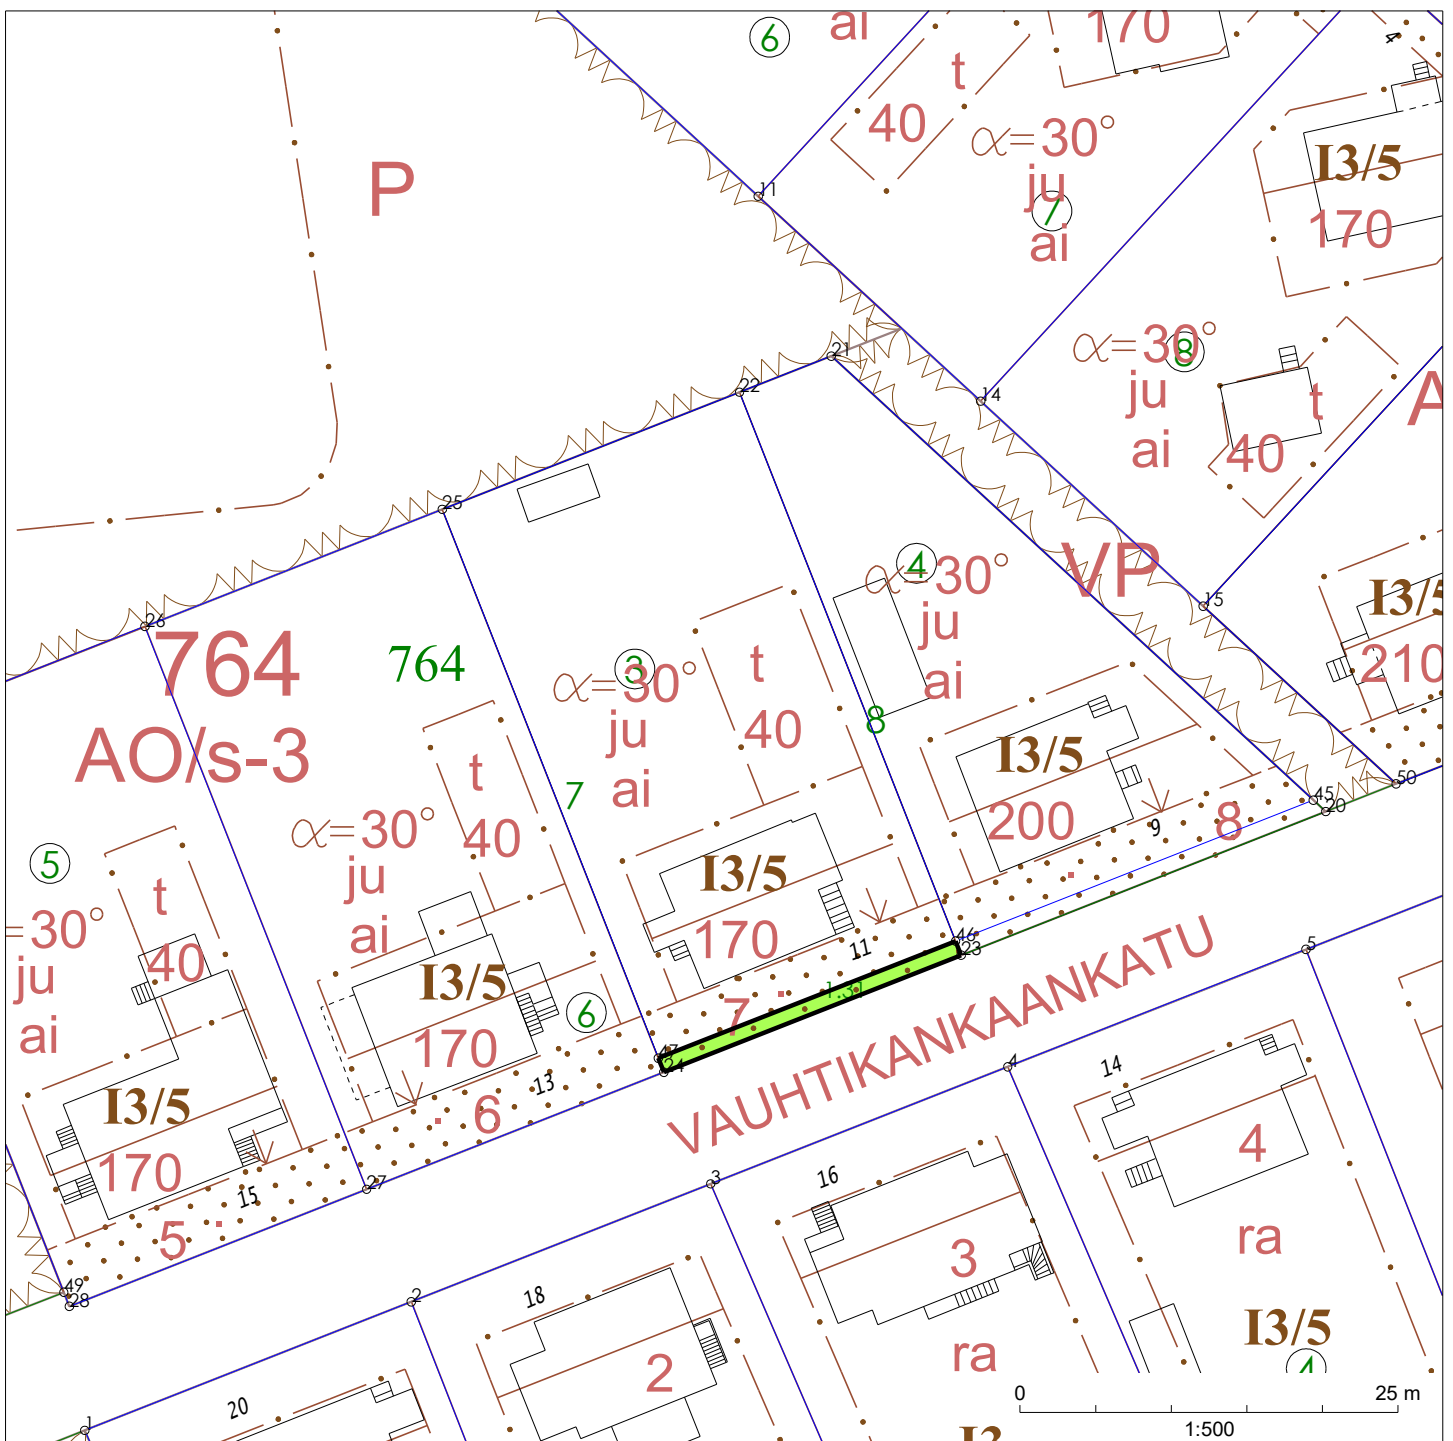 6
ai
170
4
t
40
α=30°
ju
7
ai
I3/5
170
P
11
21
22
14
α=30°
8
ju
ai
t
40
A
25
26
764
AO/s-3
764
4
α=30°
ju
ai
VP
15
I3/5
210
3
α=30°
ju
ai
t
40
7
8
I3/5
200
9
8
45
20
50
t
40
α=30°
ju
ai
5
t
40
=30°
ju
ai
I3/5
170
11
7
46
23
I3/5
170
6
13
6
47
24
VAUHTIKANKAANKATU
5
4
14
4
ra
I3/5
4
I3/5
170
15
5
27
49
28
3
16
3
ra
I3
2
18
2
1
20
0
25 m
1:500